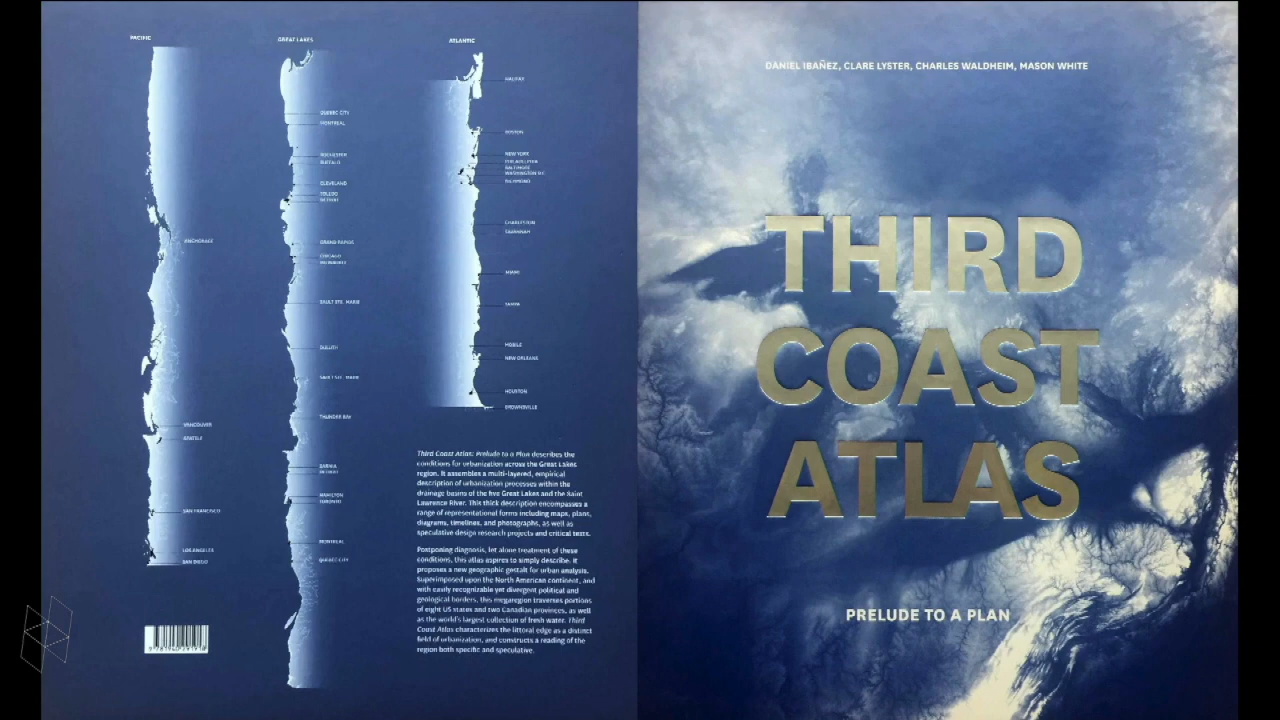 PACIFIC
ANCHORAGE
VANCOUVER
SEATTLE
SAN FRANCISCO
LOS ANGELES
SAN DIEGO
GREAT LAKES
QUEBEC CITY
MONTREAL
ROCHESTER
BUFFALO
CLEVELAND
TOLEDO
DETROIT
GRAND RAPIDS
CHICAGO
MILWAUKEE
SAULT STE. MARIE
DULUTH
SAULT STE. MARIE
THUNDER BAY
SARNIA
HAMILTON
TORONTO
MONTREAL
QUEBEC CITY
ATLANTIC
HALIFAX
BOSTON
NEW YORK
PHILADELPHIA
BALTIMORE
WASHINGTON D.C.
RICHMOND
CHARLESTON
SAVANNAH
MIAMI
TAMPA
MOBILE
NEW ORLEANS
HOUSTON
BROWNSVILLE
Third Coast Atlas: Prelude to a Plan describes the
conditions for urbanization across the Great Lakes
region. It assembles a multi-layered, empirical
description of urbanization processes within the
drainage basins of the five Great Lakes and the Saint
Lawrence River. This thick description encompasses a
range of representational forms including maps, plans,
diagrams, timelines, and photographs, as well as
speculative design research projects and critical texts.
Postponing diagnosis, let alone treatment of these
conditions, this atlas aspires to simply describe. It
proposes a new geographic gestalt for urban analysis.
Superimposed upon the North American continent, and
with easily recognizable yet divergent political and
geological borders, this megaregion traverses portions
of eight US states and two Canadian provinces, as well
as the world's largest collection of fresh water. Third
Coast Atlas characterizes the littoral edge as a distinct
field of urbanization, and constructs a reading of the
region both specific and speculative.
DANIEL IBAÑEZ, CLARE LYSTER, CHARLES WALDHEIM, MASON WHITE
THIRD
COAST
ATLAS
PRELUDE TO A PLAN